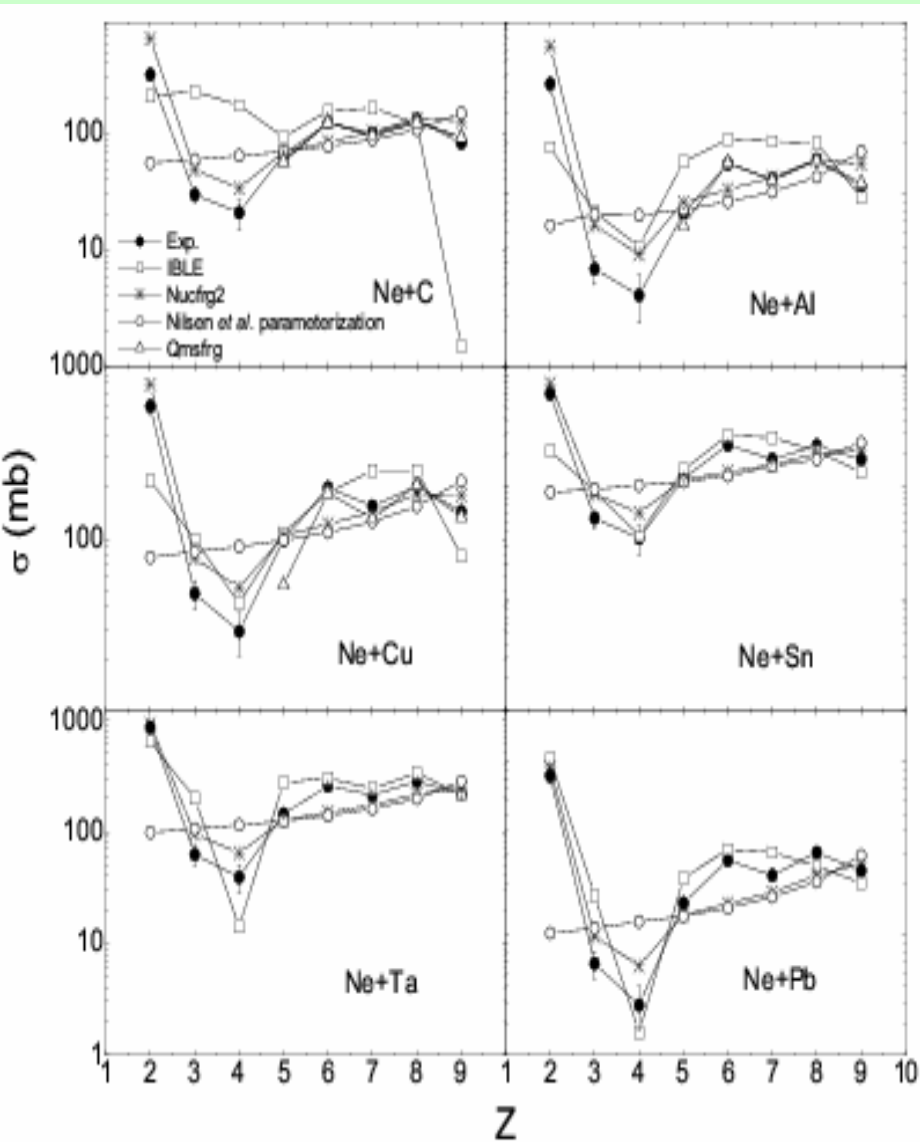 100
10
1000
Exp.
IBLE
Nucfrg2
Nilsen et al. parameterization
Qmsfrg
Ne+C
Ne+Al
σ (mb)
100
Ne+Cu
Ne+Sn
1000
100
10
1
Ne+Ta
Ne+Pb
1 2 3 4 5 6 7 8 9 1 2 3 4 5 6 7 8 9 10
Z